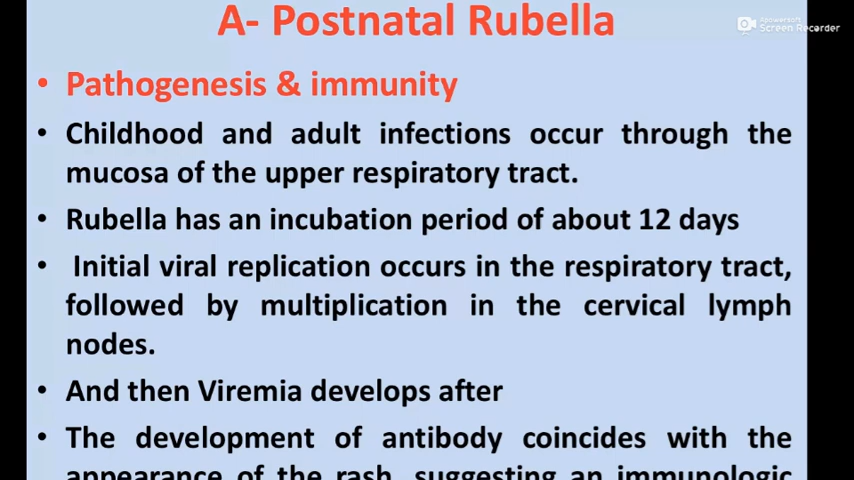 A- Postnatal Rubella
Apowersoft
Screen Recorder
• Pathogenesis & immunity
• Childhood and adult infections occur through the
mucosa of the upper respiratory tract.
• Rubella has an incubation period of about 12 days
• Initial viral replication occurs in the respiratory tract,
followed by multiplication in the cervical lymph
nodes.
• And then Viremia develops after
• The development of antibody coincides with the
appearance of the rash, suggesting an immunologic